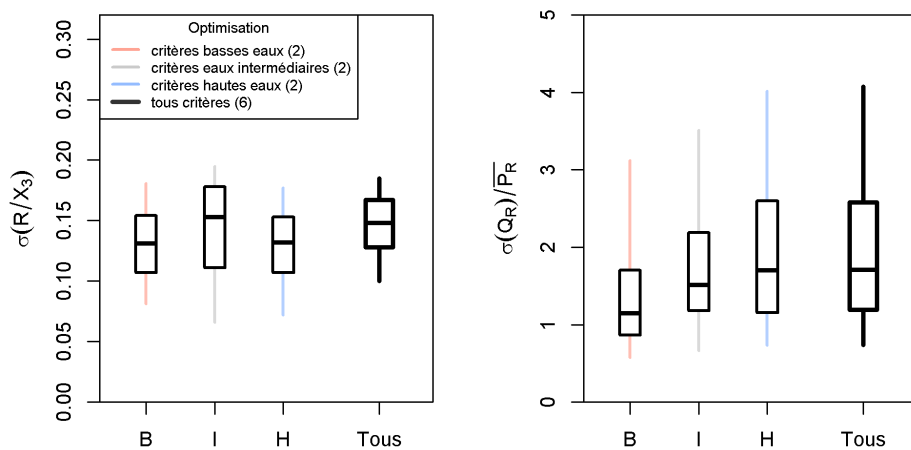 Optimisation
critères basses eaux (2)
critères eaux intermédiaires (2)
critères hautes eaux (2)
tous critères (6)
σ(R/X₃)
0.00
0.05
0.10
0.15
0.20
0.25
0.30
B I H Tous
σ(Q_R)/P̅_R̅
0
1
2
3
4
5
B I H Tous